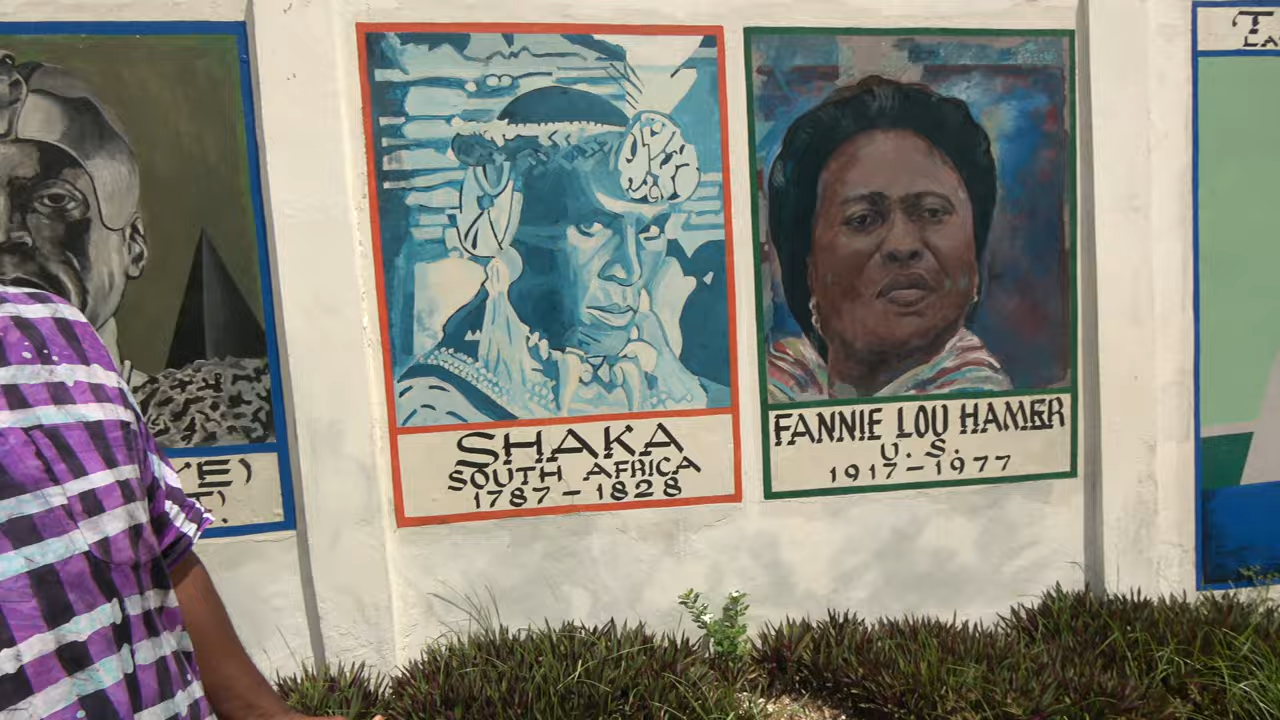 SHAKA
SOUTH AFRICA
1787 - 1828
FANNIE LOU HAMER
U. S.
1917 - 1977